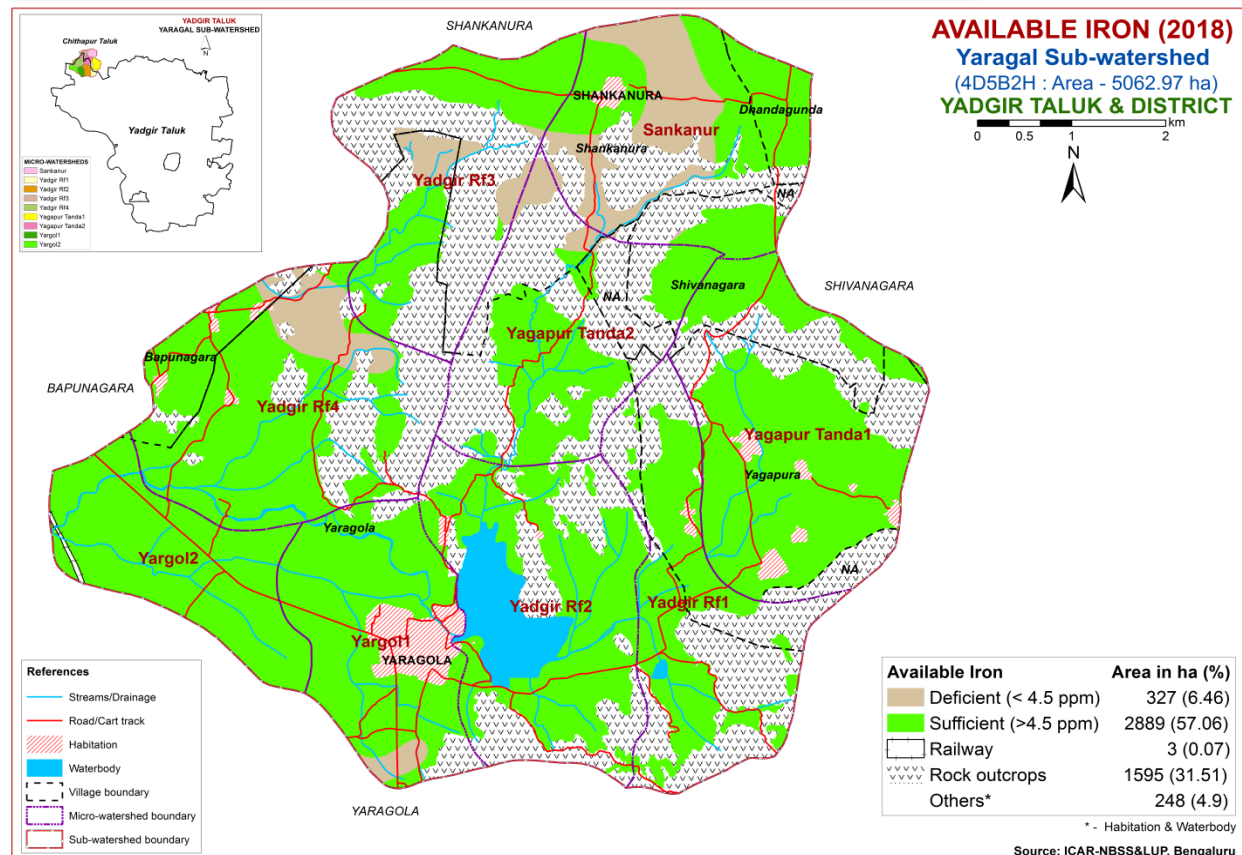 YADGIR TALUK
YARAGAL SUB-WATERSHED
Chithapur Taluk
N
Yadgir Taluk
MICRO-WATERSHEDS
Sankanur
Yadgir Rf1
Yadgir Rf2
Yadgir Rf3
Yadgir Rf4
Yagapur Tanda1
Yagapur Tanda2
Yargol1
Yargol2
AVAILABLE IRON (2018)
Yaragal Sub-watershed
(4D5B2H : Area - 5062.97 ha)
YADGIR TALUK & DISTRICT
km
0 0.5 1 2
N
SHANKANURA
SHANKANURA
Dhandagunda
Sankanur
Shankanura
Yadgir Rf3
NA
Shivanagara
SHIVANAGARA
NA
Yagapur Tanda2
Bapunagara
BAPUNAGARA
Yadgir Rf4
Yagapur Tanda1
Yagapura
Yaragola
Yargol2
NA
Yadgir Rf2
Yadgir Rf1
Yargol1
YARAGOLA
YARAGOLA
References
Streams/Drainage
Road/Cart track
Habitation
Waterbody
Village boundary
Micro-watershed boundary
Sub-watershed boundary
Available Iron Area in ha (%)
Deficient (< 4.5 ppm) 327 (6.46)
Sufficient (>4.5 ppm) 2889 (57.06)
Railway 3 (0.07)
Rock outcrops 1595 (31.51)
Others* 248 (4.9)
* - Habitation & Waterbody
Source: ICAR-NBSS&LUP, Bengaluru